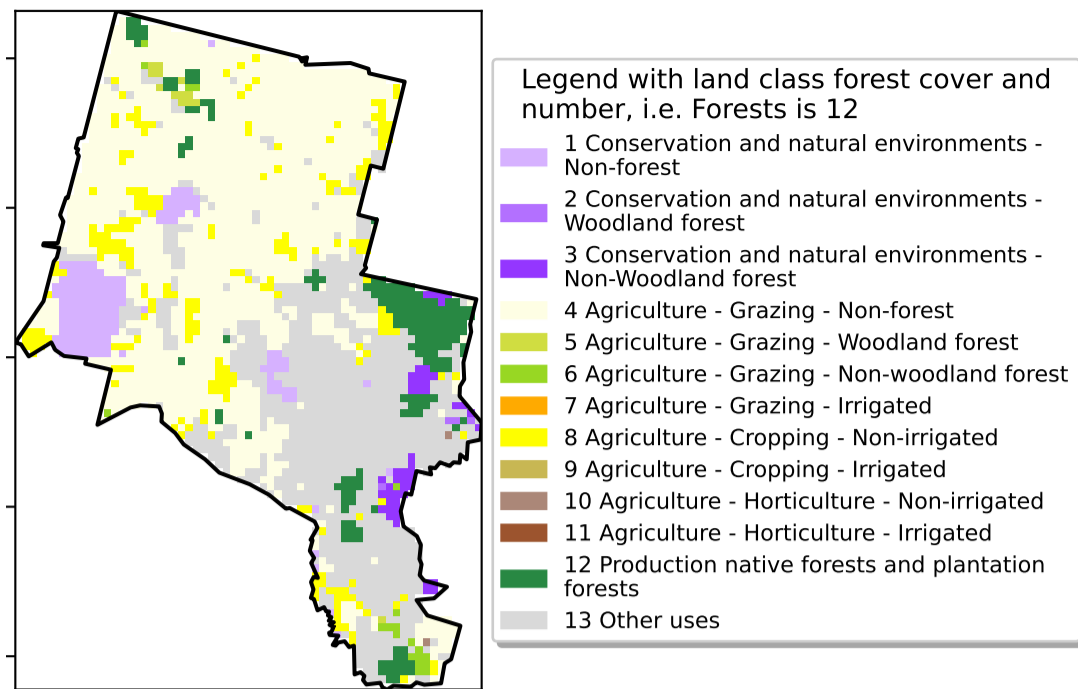 Legend with land class forest cover and
number, i.e. Forests is 12
1 Conservation and natural environments -
Non-forest
2 Conservation and natural environments -
Woodland forest
3 Conservation and natural environments -
Non-Woodland forest
4 Agriculture - Grazing - Non-forest
5 Agriculture - Grazing - Woodland forest
6 Agriculture - Grazing - Non-woodland forest
7 Agriculture - Grazing - Irrigated
8 Agriculture - Cropping - Non-irrigated
9 Agriculture - Cropping - Irrigated
10 Agriculture - Horticulture - Non-irrigated
11 Agriculture - Horticulture - Irrigated
12 Production native forests and plantation
forests
13 Other uses